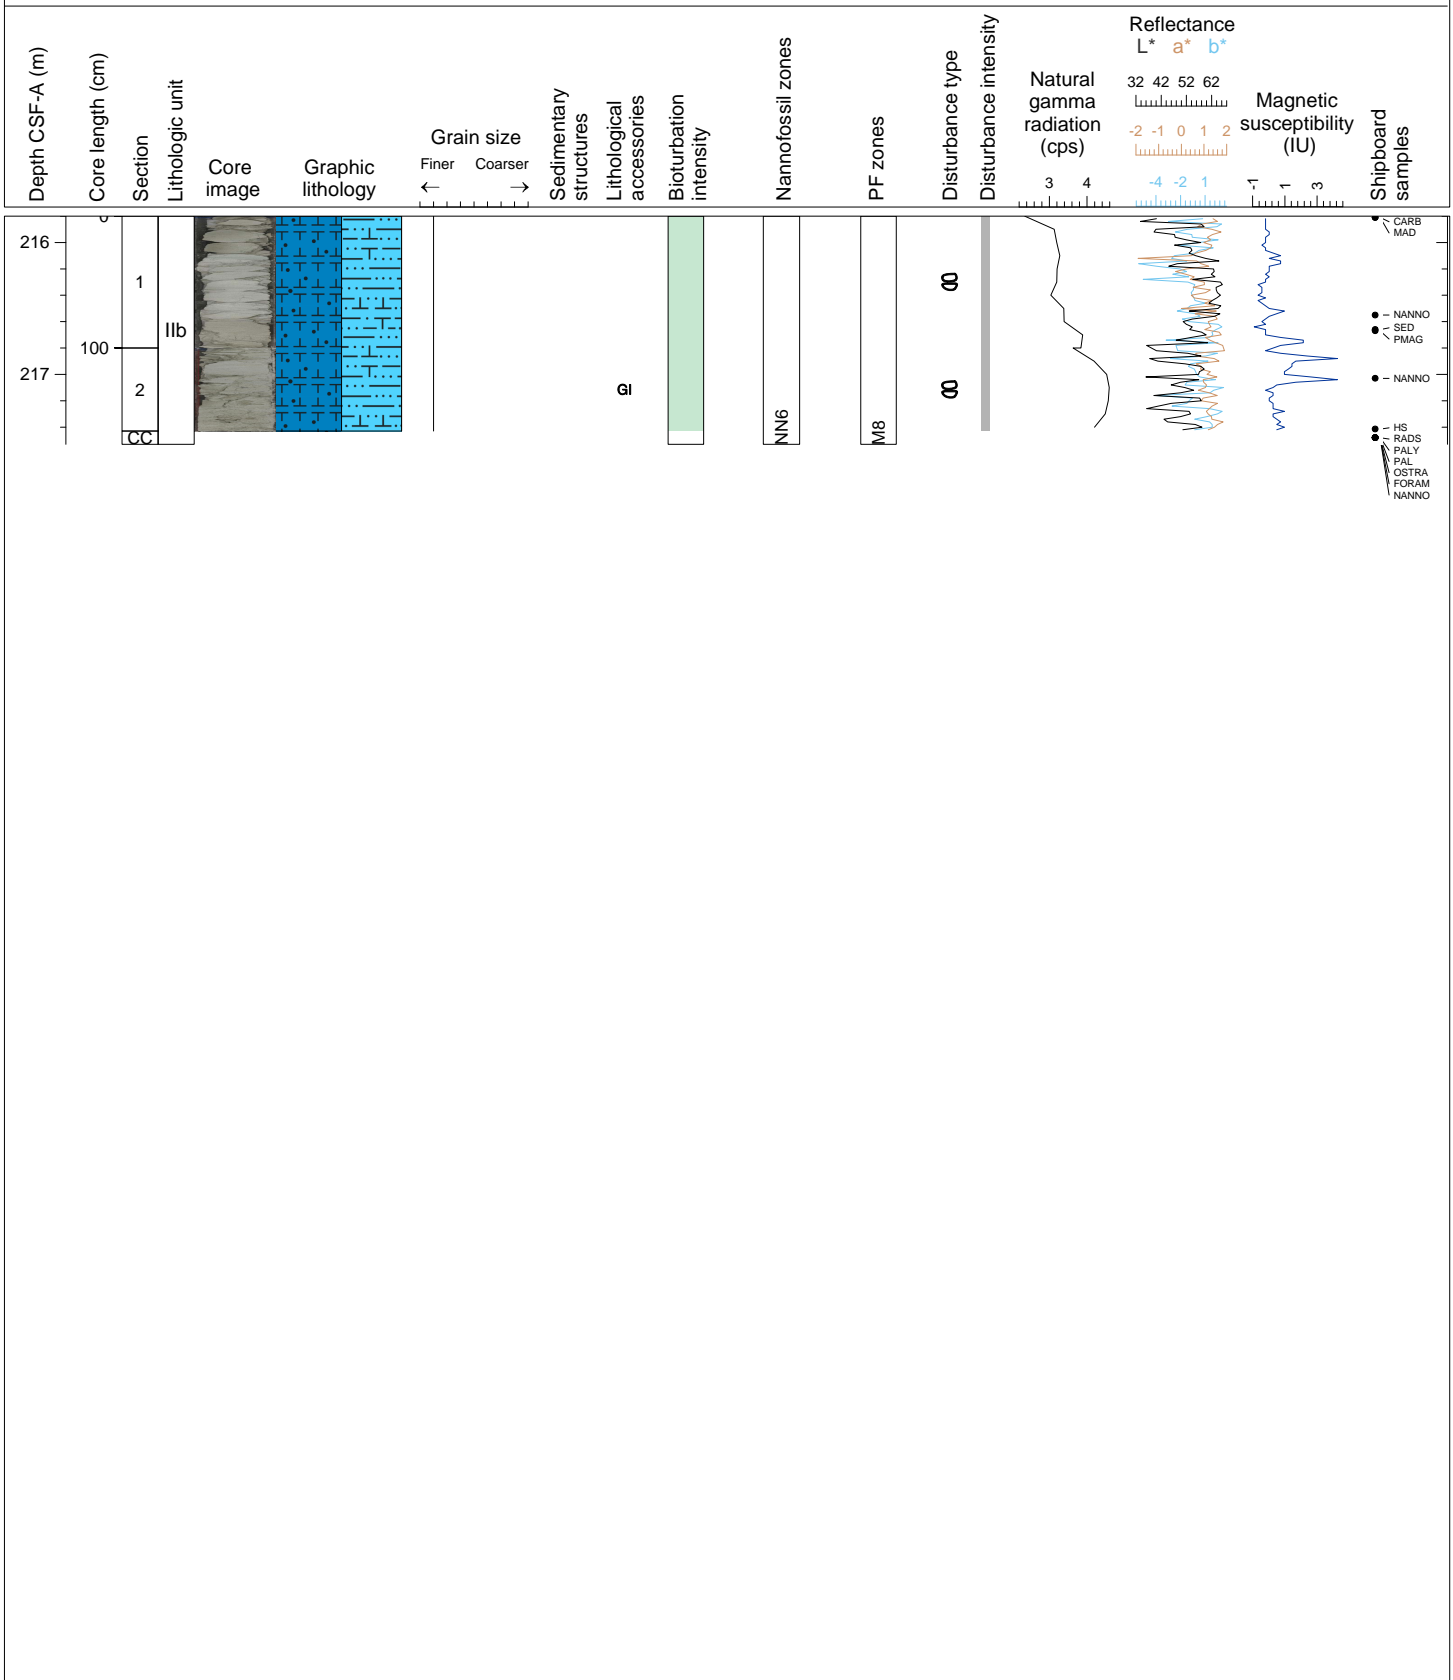 Depth CSF-A (m)
Core length (cm)
Section
Lithologic unit
Core
image
Graphic
lithology
Grain size
Finer Coarser
← →
Sedimentary
structures
Lithological
accessories
Bioturbation
intensity
Nannofossil zones
PF zones
Disturbance type
Disturbance intensity
Natural
gamma
radiation
(cps)
3 4
Reflectance
L* a* b*
32 42 52 62
-2 -1 0 1 2
-4 -2 1
Magnetic
susceptibility
(IU)
-1 1 3
Shipboard
samples
0
216
1
IIb
100
217
2
CC
Gl
NN6
M8
CARB
MAD
NANNO
SED
PMAG
NANNO
HS
RADS
PALY
PAL
OSTRA
FORAM
NANNO